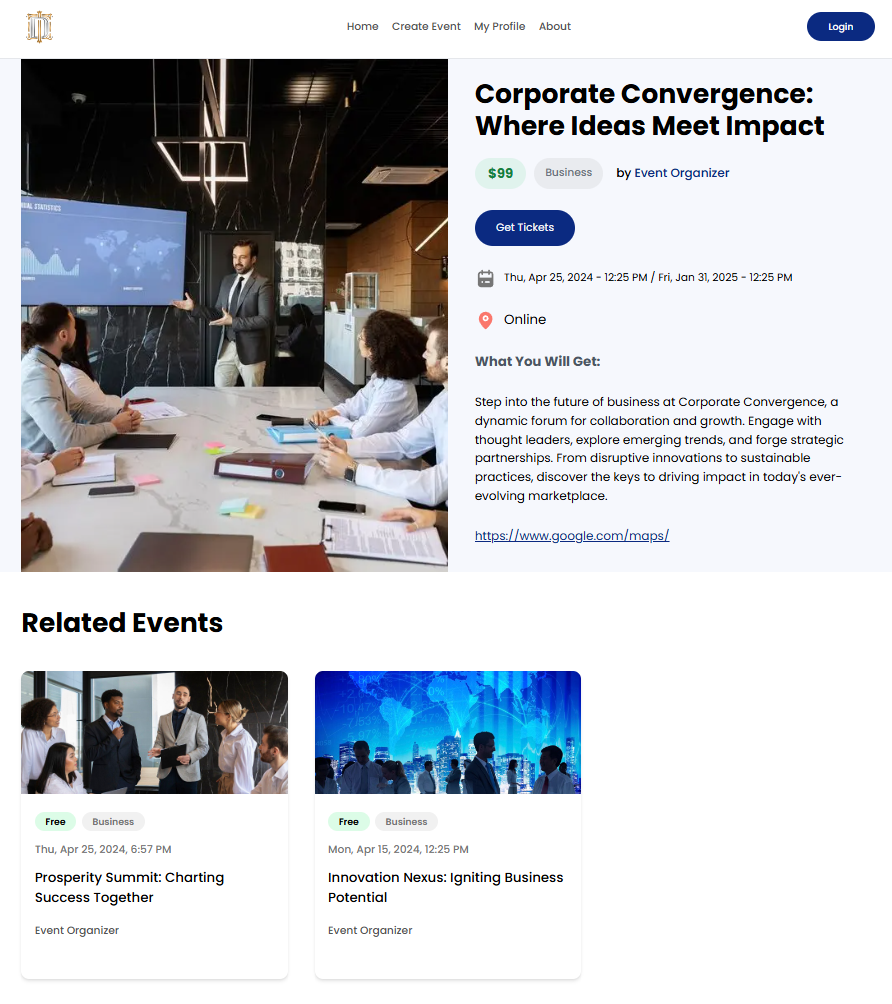 Home Create Event My Profile About Login
Corporate Convergence:
Where Ideas Meet Impact
$99 Business by Event Organizer
Get Tickets
Thu, Apr 25, 2024 - 12:25 PM / Fri, Jan 31, 2025 - 12:25 PM
Online
What You Will Get:
Step into the future of business at Corporate Convergence, a
dynamic forum for collaboration and growth. Engage with
thought leaders, explore emerging trends, and forge strategic
partnerships. From disruptive innovations to sustainable
practices, discover the keys to driving impact in today's ever-
evolving marketplace.
https://www.google.com/maps/
STATISTICS
Related Events
Free Business
Thu, Apr 25, 2024, 6:57 PM
Prosperity Summit: Charting
Success Together
Event Organizer
Free Business
Mon, Apr 15, 2024, 12:25 PM
Innovation Nexus: Igniting Business
Potential
Event Organizer